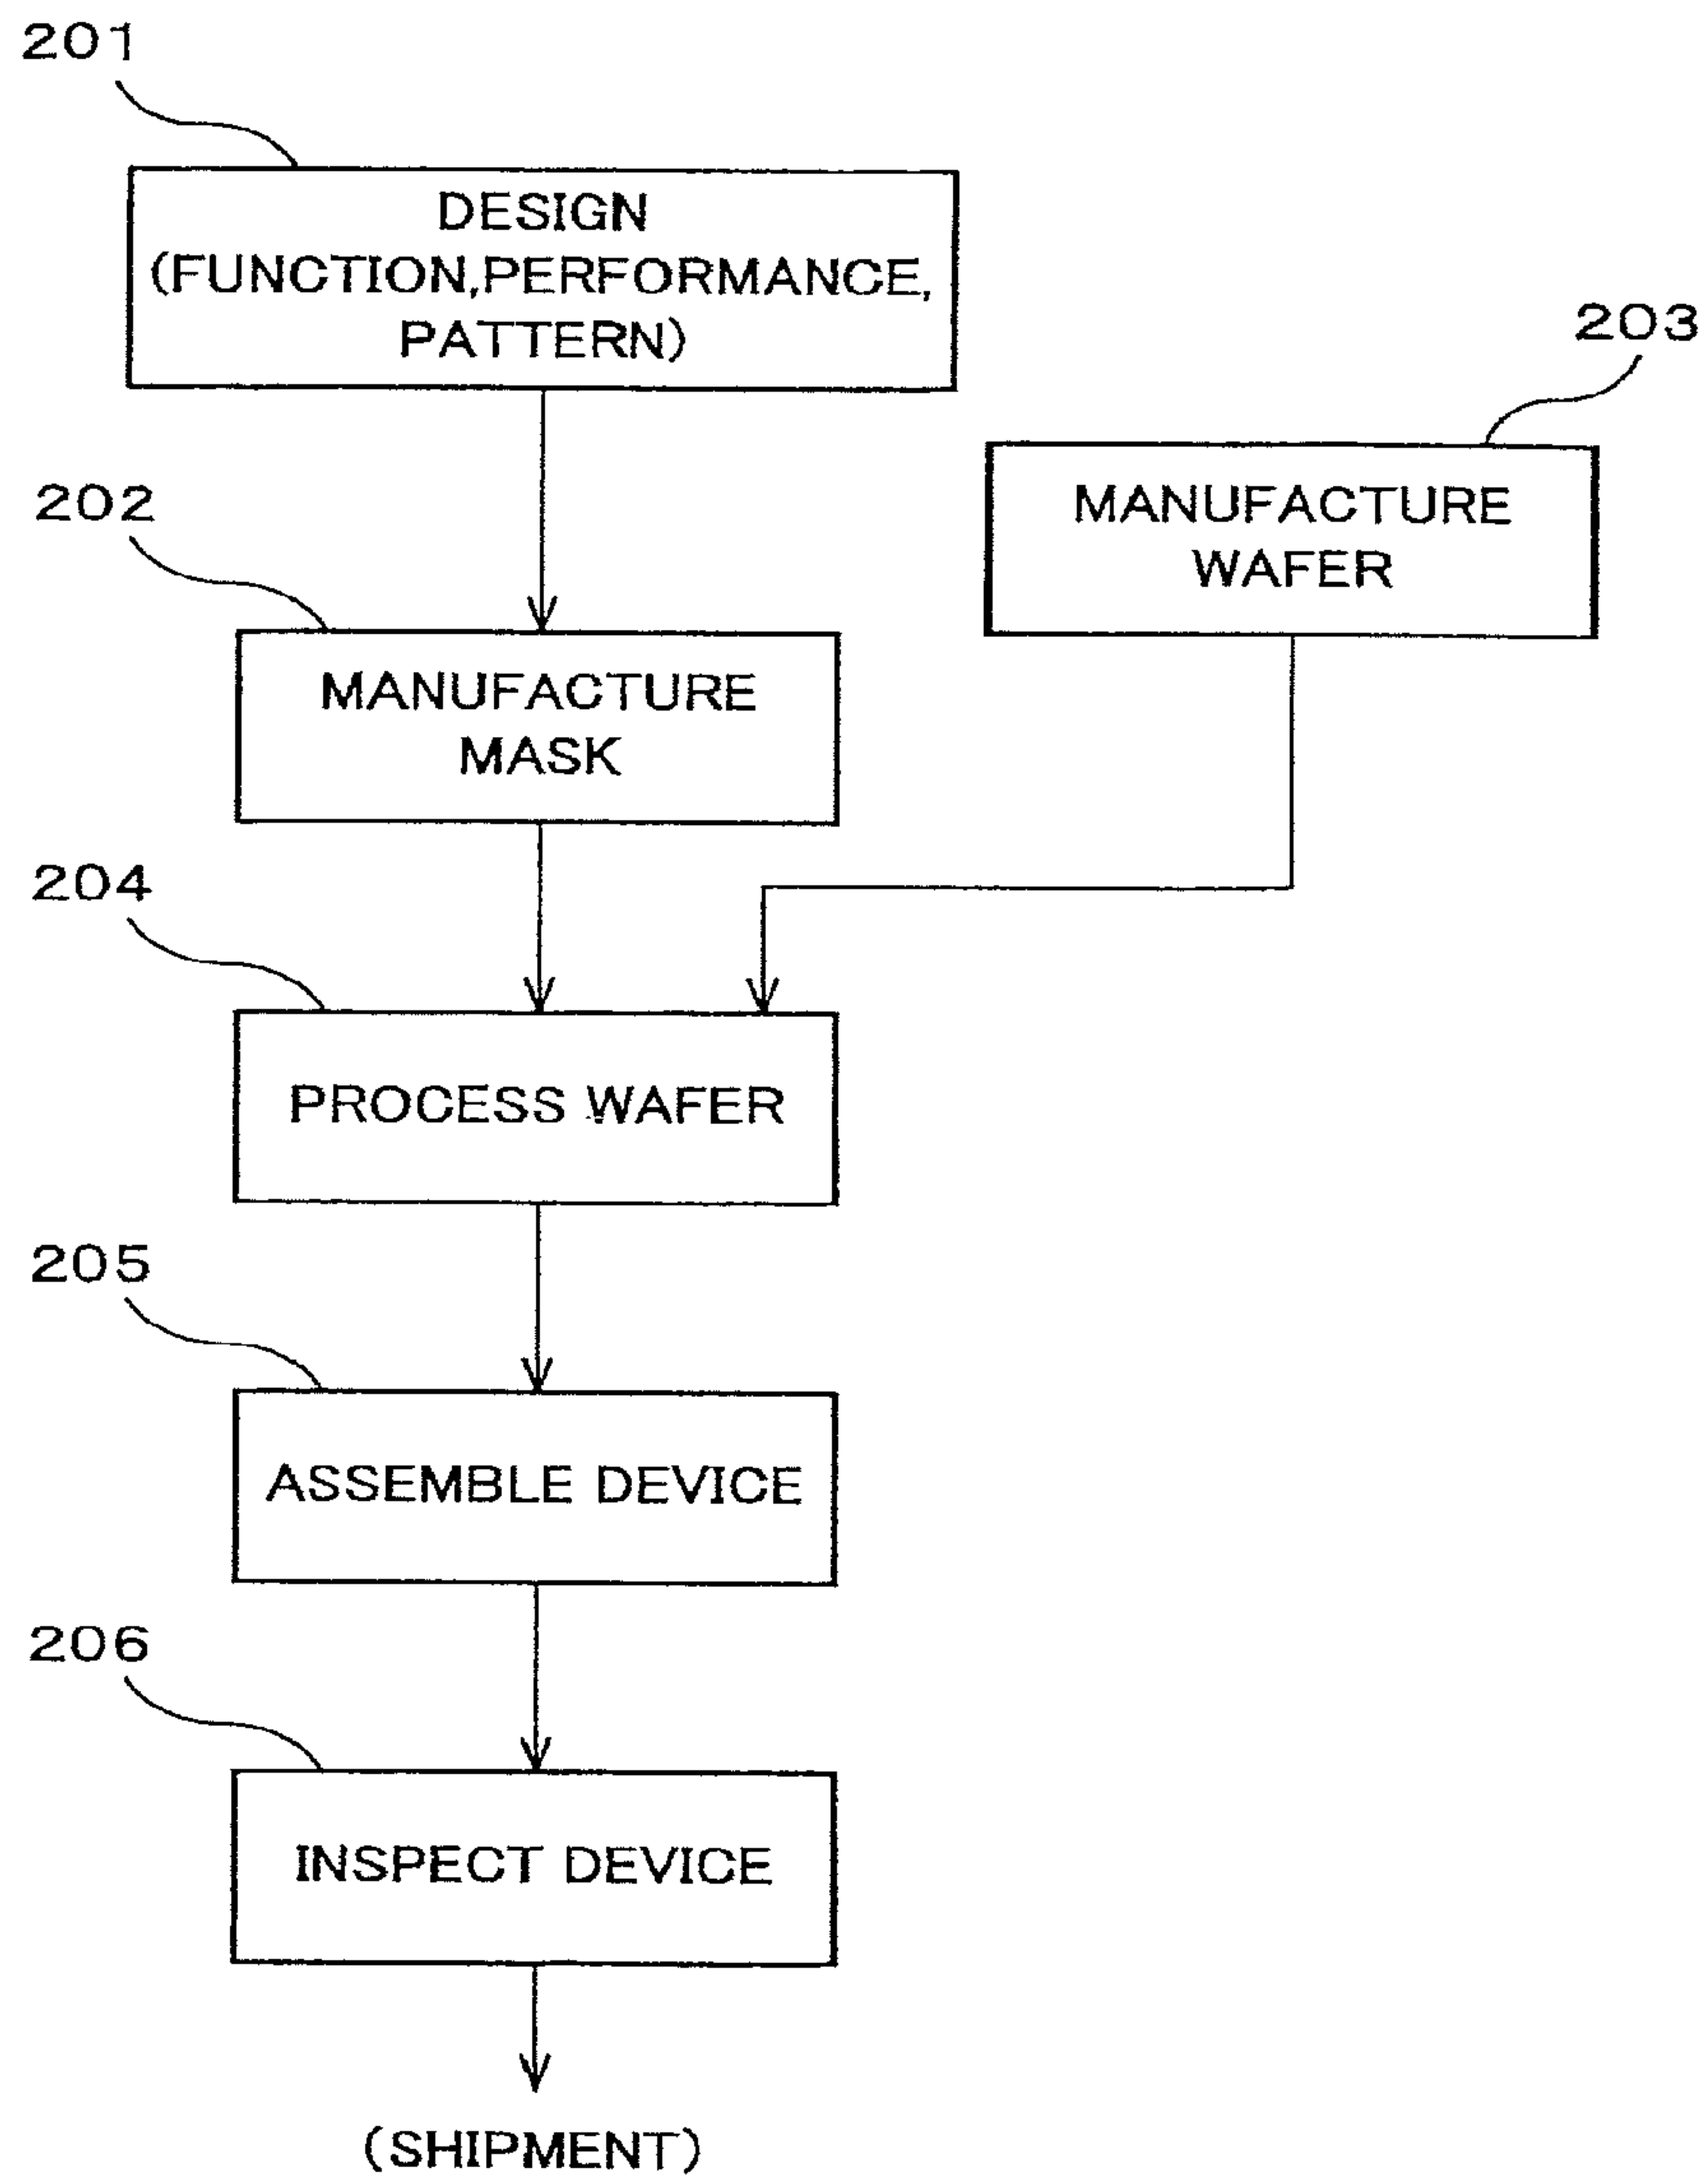 201
DESIGN
(FUNCTION,PERFORMANCE,
PATTERN)
203
MANUFACTURE
WAFER
202
MANUFACTURE
MASK
204
PROCESS WAFER
205
ASSEMBLE DEVICE
206
INSPECT DEVICE
(SHIPMENT)